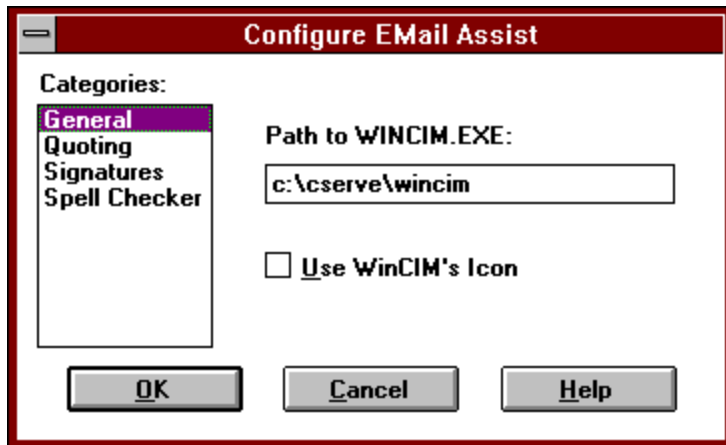 Configure EMail Assist
Categories:
General
Quoting
Signatures
Spell Checker
Path to WINCIM.EXE:
c:\cserve\wincim
Use WinCIM's Icon
OK
Cancel
Help